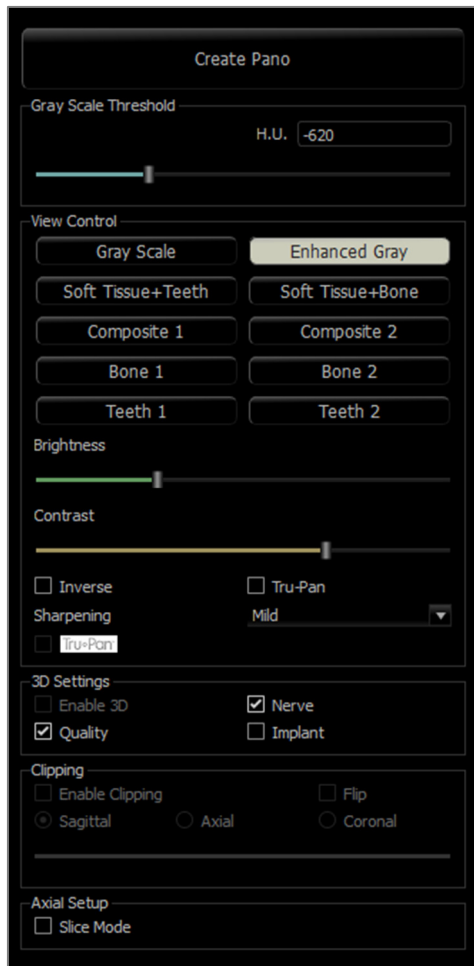 Create Pano
Gray Scale Threshold
H.U. -620
View Control
Gray Scale Enhanced Gray
Soft Tissue+Teeth Soft Tissue+Bone
Composite 1 Composite 2
Bone 1 Bone 2
Teeth 1 Teeth 2
Brightness
Contrast
Inverse Tru-Pan
Sharpening Mild
Tru•Pan
3D Settings
Enable 3D Nerve
Quality Implant
Clipping
Enable Clipping Flip
Sagittal Axial Coronal
Axial Setup
Slice Mode